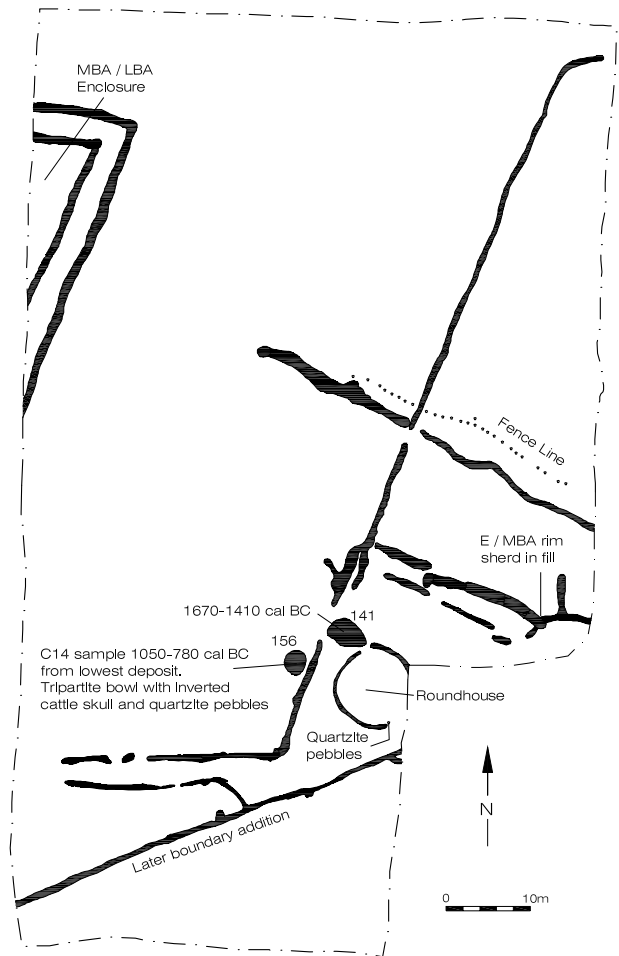 MBA / LBA
Enclosure
Fence Line
E / MBA rim
sherd in fill
1670-1410 cal BC
141
156
C14 sample 1050-780 cal BC
from lowest deposit.
Tripartite bowl with inverted
cattle skull and quartzite pebbles
Roundhouse
Quartzite
pebbles
Later boundary addition
N
0 10m